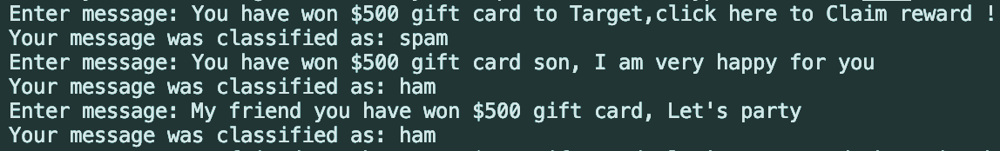 Enter message: You have won $500 gift card to Target,click here to Claim reward !
Your message was classified as: spam
Enter message: You have won $500 gift card son, I am very happy for you
Your message was classified as: ham
Enter message: My friend you have won $500 gift card, Let's party
Your message was classified as: ham